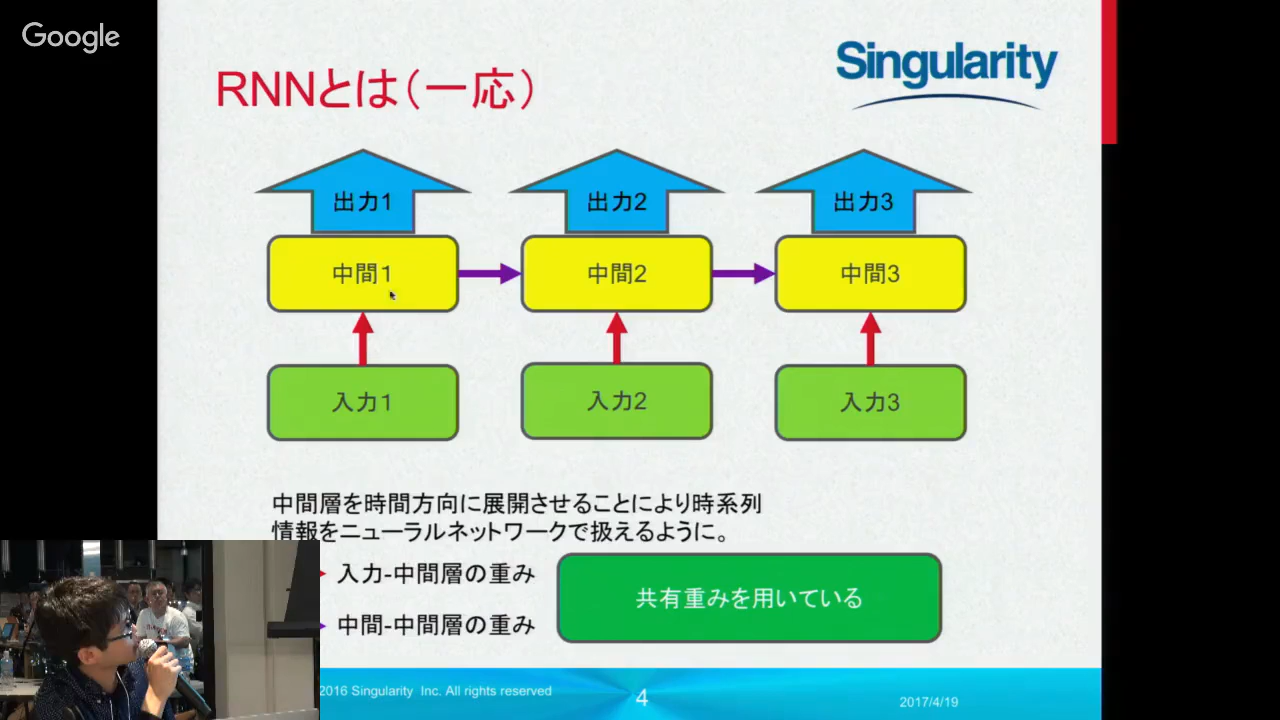 Google
Singularity
RNNとは（一応）
出力1
出力2
出力3
中間1
中間2
中間3
入力1
入力2
入力3
中間層を時間方向に展開させることにより時系列
情報をニューラルネットワークで扱えるように。
入力-中間層の重み
中間-中間層の重み
共有重みを用いている
2016 Singularity Inc. All rights reserved
4
2017/4/19